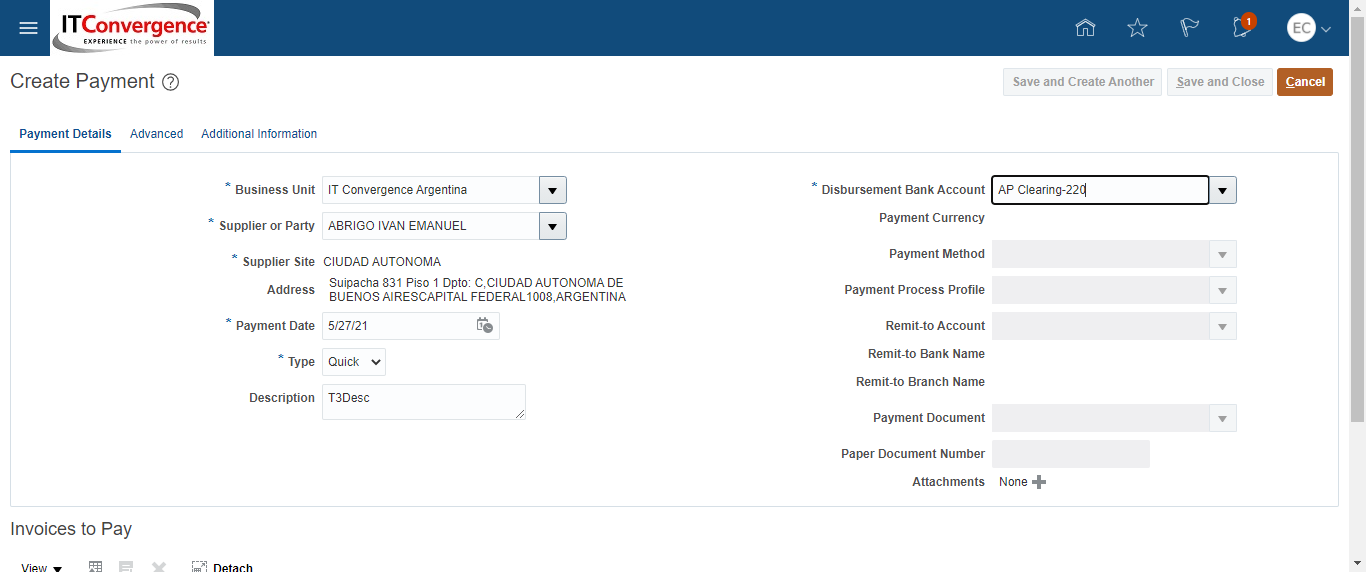 ITConvergence
EXPERIENCE the power of results
1
EC
Create Payment ?
Save and Create Another
Save and Close
Cancel
Payment Details
Advanced
Additional Information
* Business Unit IT Convergence Argentina
* Supplier or Party ABRIGO IVAN EMANUEL
* Supplier Site CIUDAD AUTONOMA
Address Suipacha 831 Piso 1 Dpto: C,CIUDAD AUTONOMA DE
BUENOS AIRESCAPITAL FEDERAL1008,ARGENTINA
* Payment Date 5/27/21
* Type Quick
Description T3Desc
* Disbursement Bank Account AP Clearing-220
Payment Currency
Payment Method
Payment Process Profile
Remit-to Account
Remit-to Bank Name
Remit-to Branch Name
Payment Document
Paper Document Number
Attachments None
Invoices to Pay
View
Detach